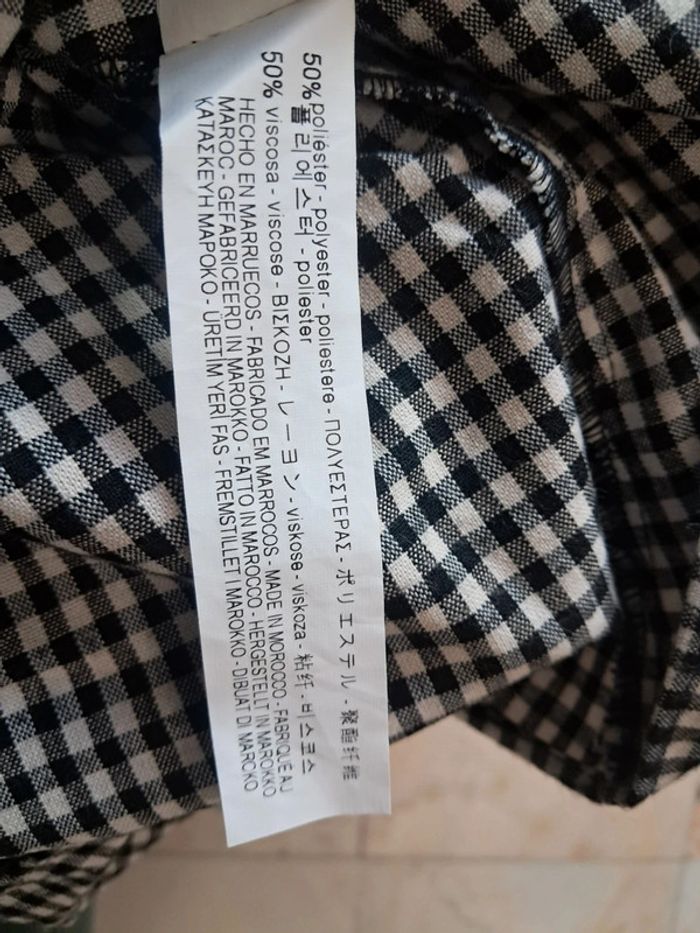 50% poliéster - polyester - poliestere - ΠΟΛΥΕΣΤΕΡΑΣ - ポリエステル - 聚酯纤维
폴리에스터 - poliester
50% viscosa - viscose - ΒΙΣΚΟΖΗ - レーヨン - viskose - viskoza - 粘纤 - 비스코스
HECHO EN MARRUECOS - FABRICADO EM MARROCOS - MADE IN MOROCCO - FABRIQUE AU
MAROC - GEFABRICEERD IN MAROKKO - FATTO IN MAROCCO - HERGESTELLT IN MAROKKO
ΚΑΤΑΣΚΕΥΗ ΜΑΡΟΚΟ - ÜRETIM YERI FAS - FREMSTILLET I MAROKKO - DIBUAT DI MARCKO